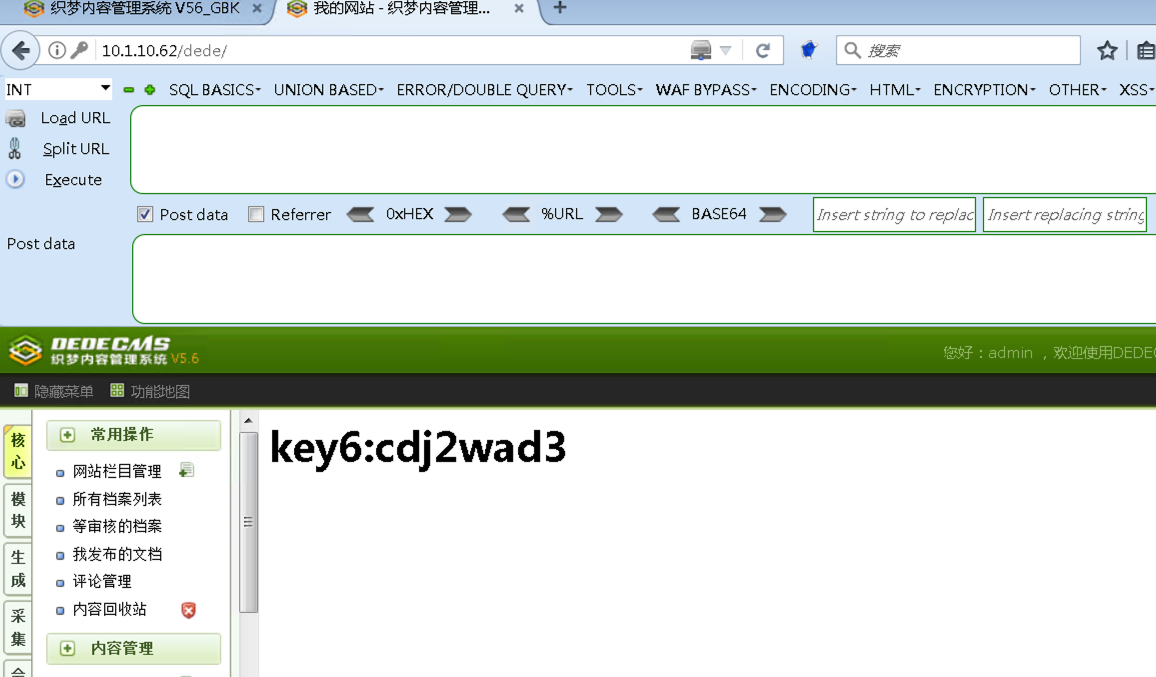 织梦内容管理系统 V56_GBK
我的网站 - 织梦内容管理...
10.1.10.62/dede/
搜索
INT
SQL BASICS
UNION BASED
ERROR/DOUBLE QUERY
TOOLS
WAF BYPASS
ENCODING
HTML
ENCRYPTION
OTHER
XSS
Load URL
Split URL
Execute
Post data
Referrer
0xHEX
%URL
BASE64
Insert string to replac
Insert replacing string
Post data
DEDECMS
织梦内容管理系统 V5.6
您好：admin ，欢迎使用DEDEC
隐藏菜单
功能地图
核心
模块
生成
采集
常用操作
网站栏目管理
所有档案列表
等审核的档案
我发布的文档
评论管理
内容回收站
内容管理
key6:cdj2wad3